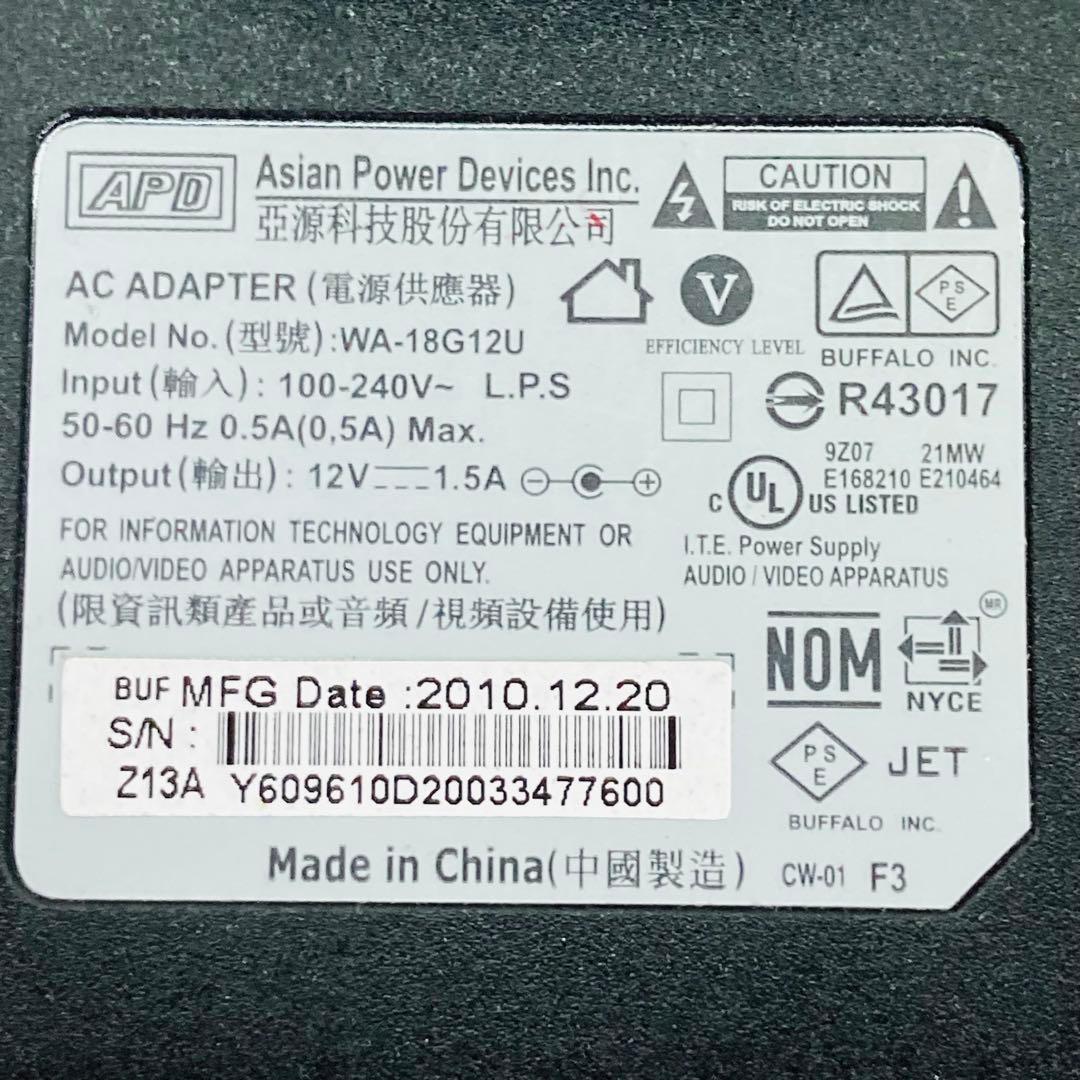 APD
Asian Power Devices Inc.
亞源科技股份有限公司
CAUTION
RISK OF ELECTRIC SHOCK
DO NOT OPEN
AC ADAPTER (電源供應器)
Model No. (型號):WA-18G12U
V
EFFICIENCY LEVEL
PSE
BUFFALO INC.
Input (輸入): 100-240V~ L.P.S
50-60 Hz 0.5A(0,5A) Max.
R43017
Output (輸出): 12V 1.5A
9Z07 21MW
E168210 E210464
C UL US LISTED
FOR INFORMATION TECHNOLOGY EQUIPMENT OR
AUDIO/VIDEO APPARATUS USE ONLY.
(限資訊類產品或音頻/視頻設備使用)
I.T.E. Power Supply
AUDIO / VIDEO APPARATUS
NOM
MR
NYCE
BUF MFG Date :2010.12.20
S/N :
Z13A Y609610D20033477600
PSE
JET
BUFFALO INC.
Made in China(中國製造)
CW-01 F3